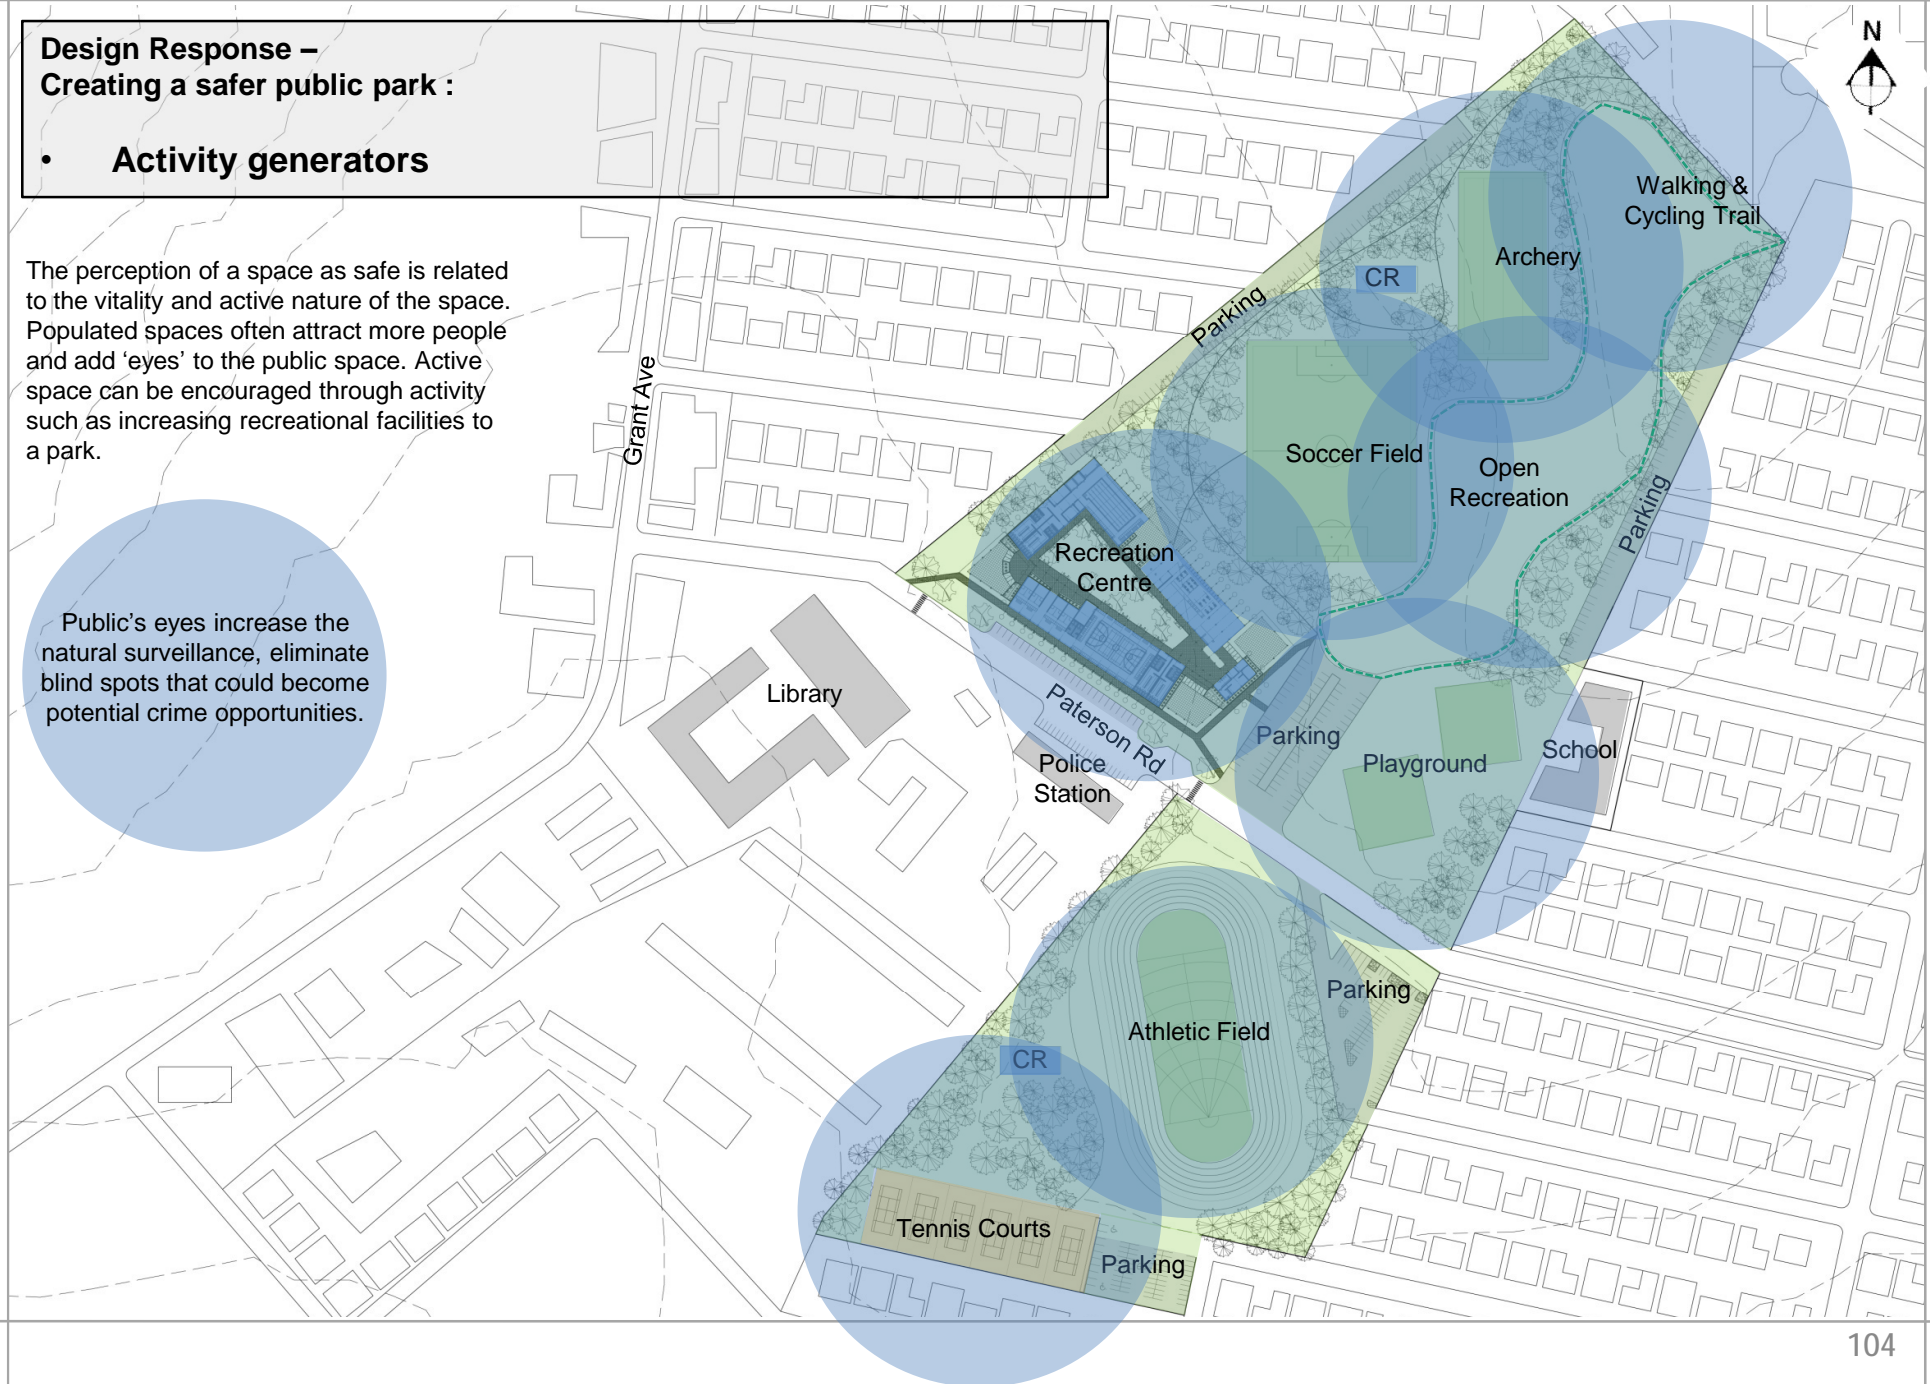 Design Response –
Creating a safer public park :
• Activity generators
N
The perception of a space as safe is related
to the vitality and active nature of the space.
Populated spaces often attract more people
and add ‘eyes’ to the public space. Active
space can be encouraged through activity
such as increasing recreational facilities to
a park.
Public’s eyes increase the
natural surveillance, eliminate
blind spots that could become
potential crime opportunities.
Grant Ave
Walking &
Cycling Trail
Archery
CR
Parking
Soccer Field
Open
Recreation
Parking
Recreation
Centre
Library
Paterson Rd
Police
Station
Parking
Playground
School
Parking
Athletic Field
CR
Tennis Courts
Parking
104